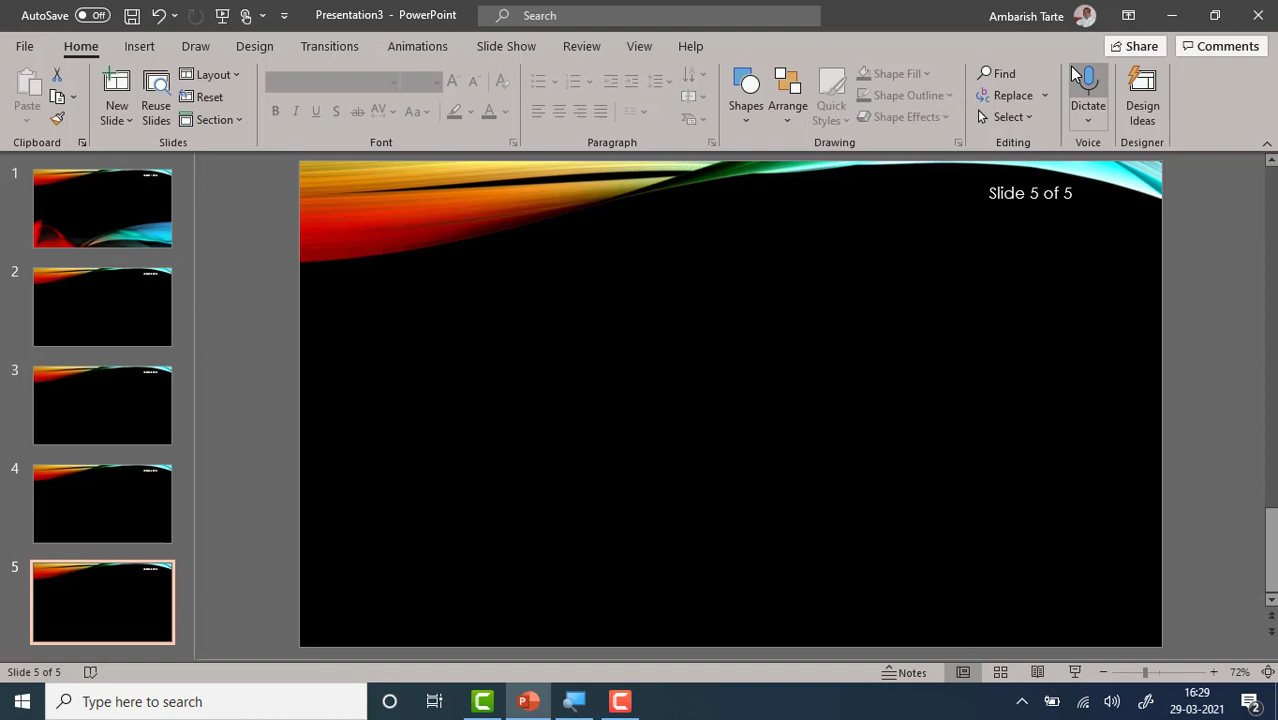 AutoSave Off Presentation3 - PowerPoint Search Ambarish Tarte
File Home Insert Draw Design Transitions Animations Slide Show Review View Help Share Comments
Paste
Clipboard
New Slide
Reuse Slides
Layout
Reset
Section
Slides
B I U S ab AV Aa A
Font
Paragraph
Shapes
Arrange
Quick Styles
Shape Fill
Shape Outline
Shape Effects
Drawing
Find
Replace
Select
Editing
Dictate
Voice
Design Ideas
Designer
1
2
3
4
5
Slide 5 of 5
Slide 5 of 5 Notes 72%
Type here to search
16:29
29-03-2021
2